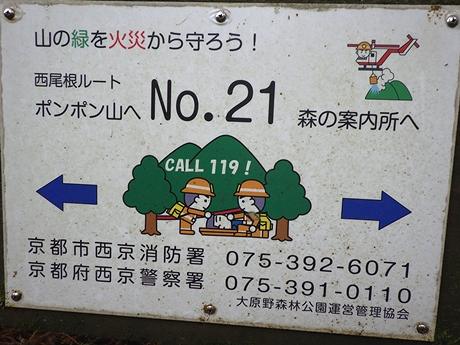 山の緑を火災から守ろう！
西尾根ルート
ポンポン山へ No.21 森の案内所へ
CALL 119!
京都市西京消防署 075-392-6071
京都府西京警察署 075-391-0110
大原野森林公園運営管理協会